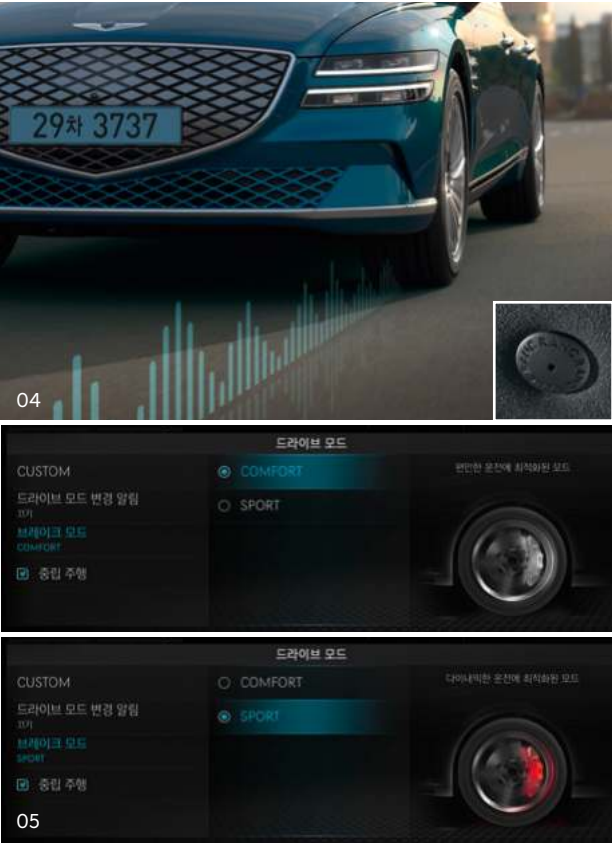 29차 3737
04
드라이브 모드
CUSTOM
COMFORT
편안한 운전에 최적화된 모드
드라이브 모드 변경 알림
끄기
SPORT
브레이크 모드
COMFORT
중립 주행
드라이브 모드
CUSTOM
COMFORT
다이내믹한 운전에 최적화된 모드
드라이브 모드 변경 알림
끄기
SPORT
브레이크 모드
SPORT
중립 주행
05